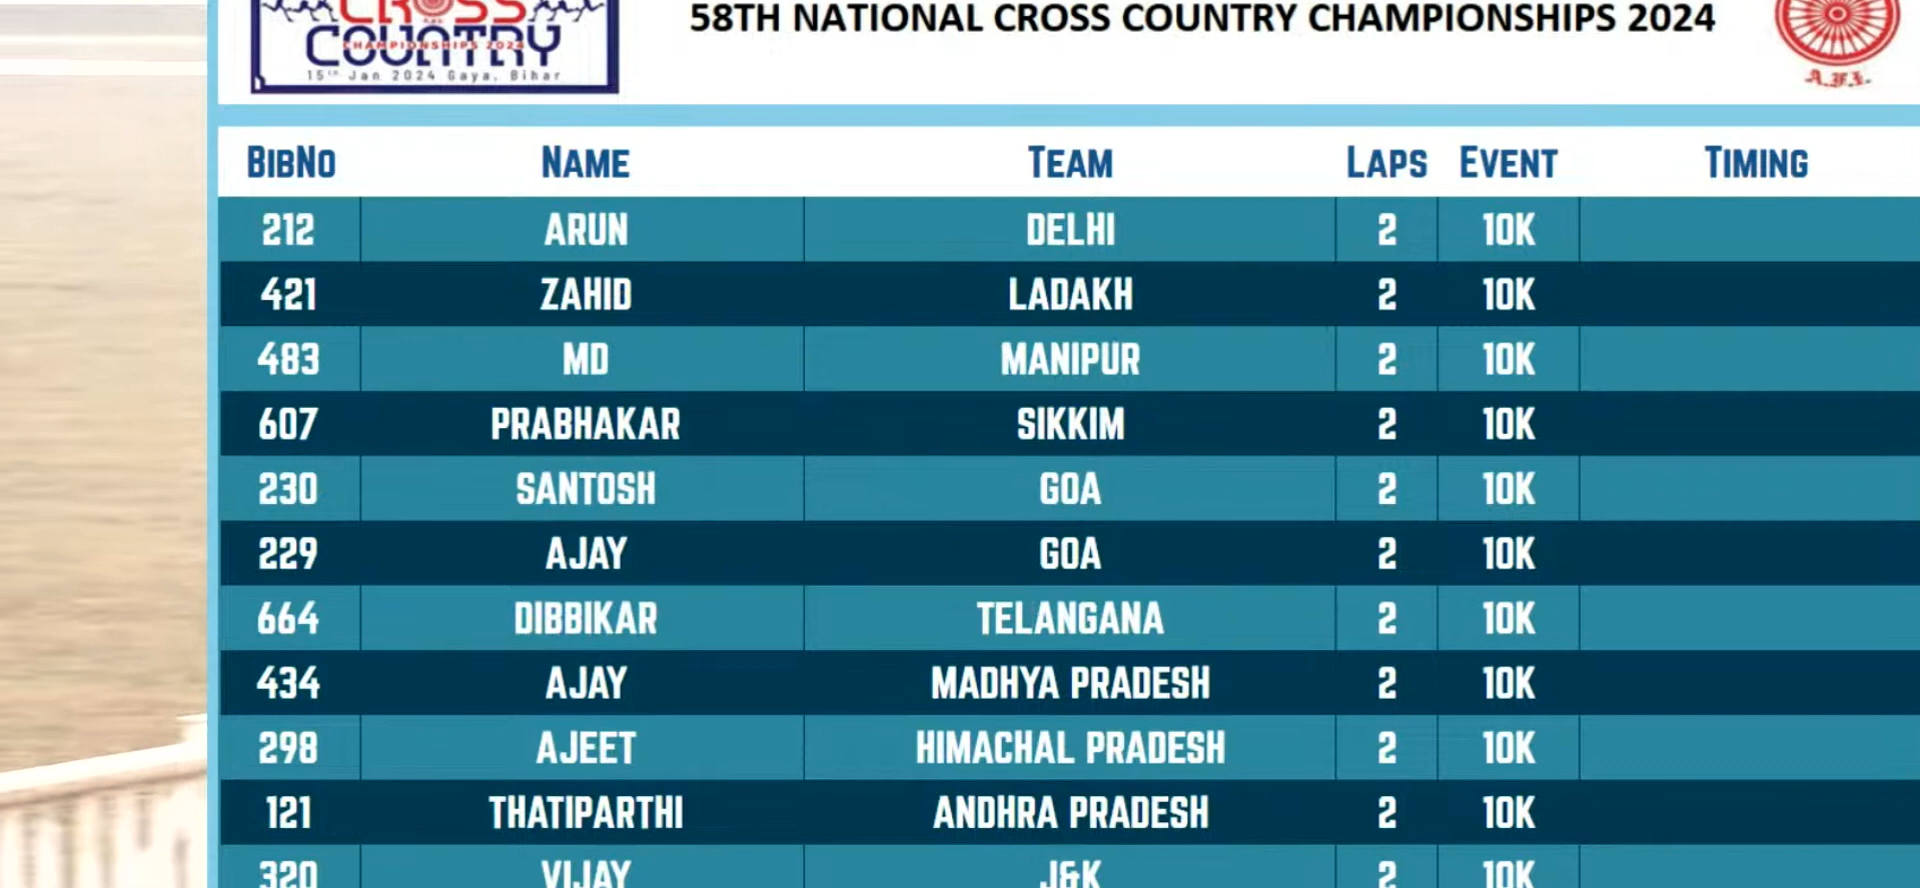 CROSS
COUNTRY
CHAMPIONSHIPS 2024
15th Jan 2024 Gaya, Bihar
58TH NATIONAL CROSS COUNTRY CHAMPIONSHIPS 2024
A.F.I.
BIBNO NAME TEAM LAPS EVENT TIMING
212 ARUN DELHI 2 10K
421 ZAHID LADAKH 2 10K
483 MD MANIPUR 2 10K
607 PRABHAKAR SIKKIM 2 10K
230 SANTOSH GOA 2 10K
229 AJAY GOA 2 10K
664 DIBBIKAR TELANGANA 2 10K
434 AJAY MADHYA PRADESH 2 10K
298 AJEET HIMACHAL PRADESH 2 10K
121 THATIPARTHI ANDHRA PRADESH 2 10K
320 VIJAY J&K 2 10K